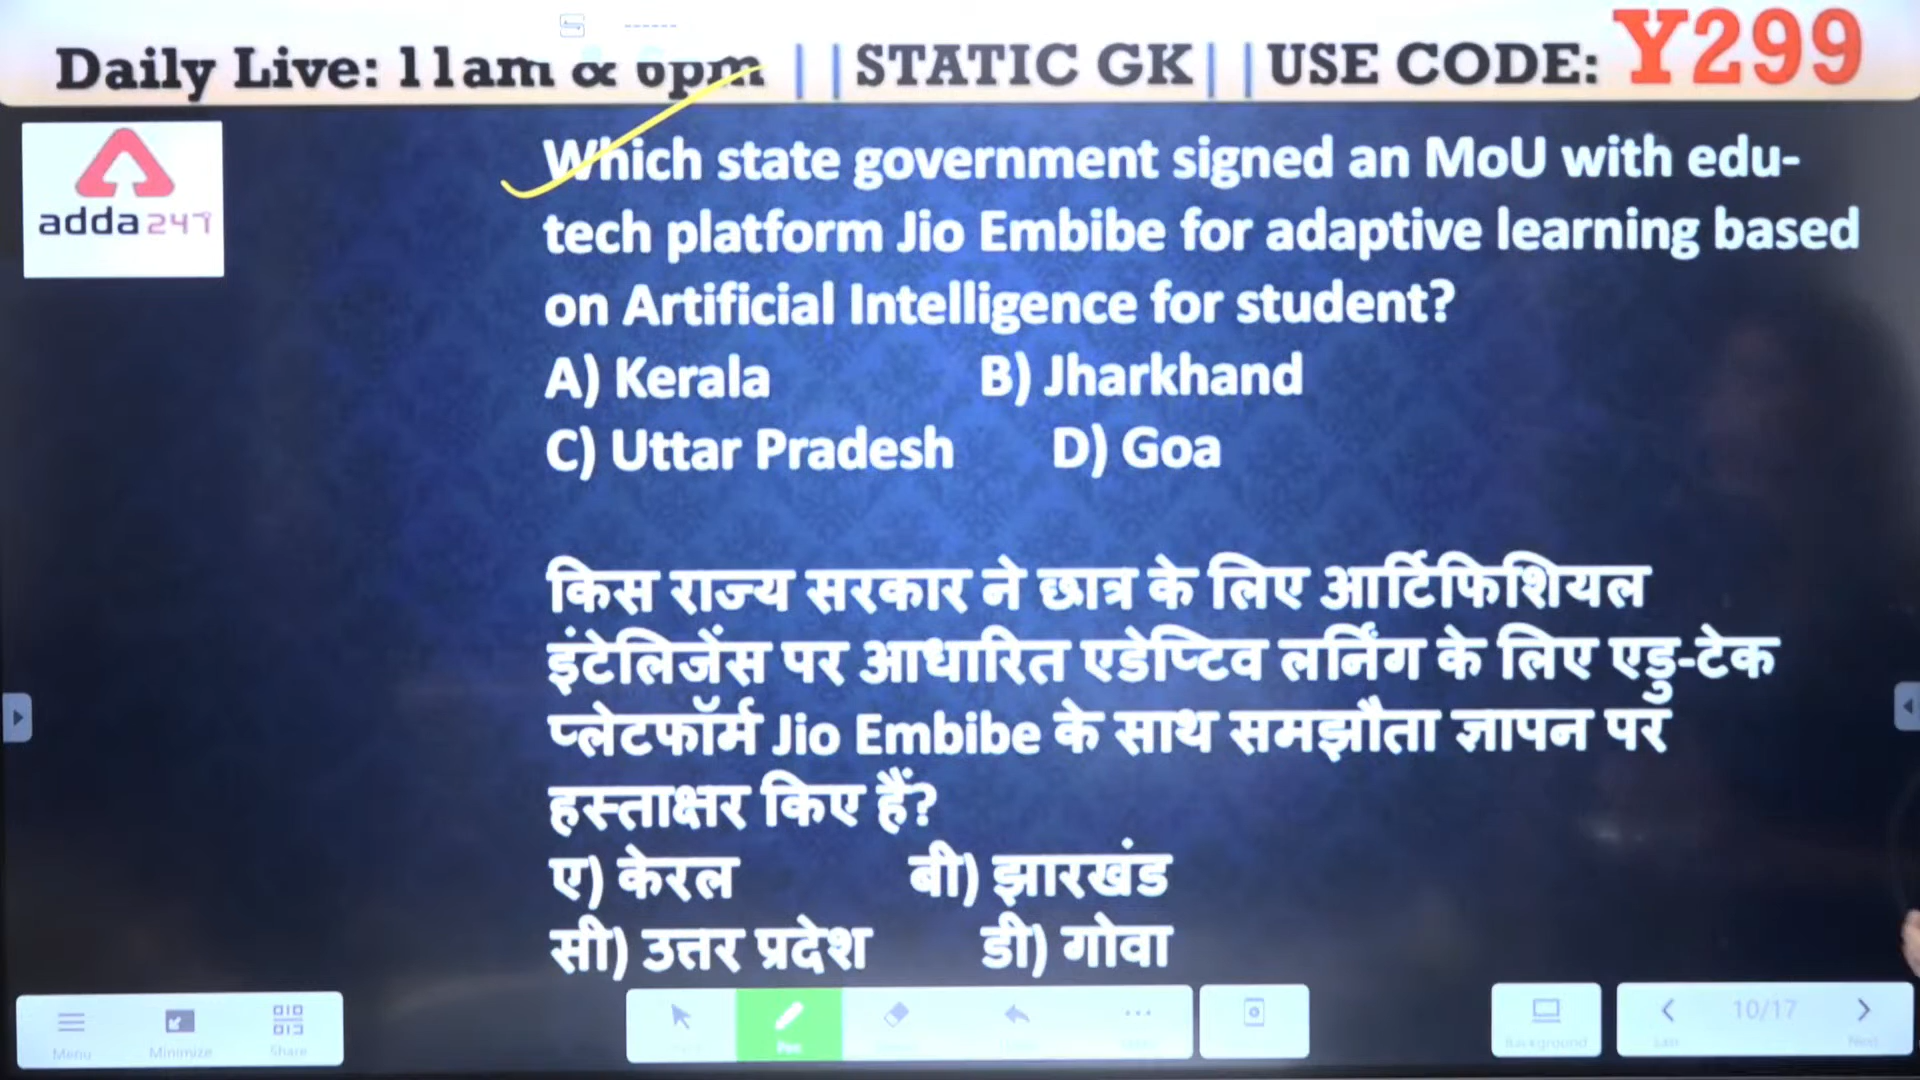 Daily Live: 11am & 6pm || STATIC GK || USE CODE: Y299
adda247
Which state government signed an MoU with edu-
tech platform Jio Embibe for adaptive learning based
on Artificial Intelligence for student?
A) Kerala B) Jharkhand
C) Uttar Pradesh D) Goa
किस राज्य सरकार ने छात्र के लिए आर्टिफिशियल
इंटेलिजेंस पर आधारित एडेप्टिव लर्निंग के लिए एडु-टेक
प्लेटफॉर्म Jio Embibe के साथ समझौता ज्ञापन पर
हस्ताक्षर किए हैं?
ए) केरल बी) झारखंड
सी) उत्तर प्रदेश डी) गोवा
Menu Minimize Share Pen Background 10/17 Next